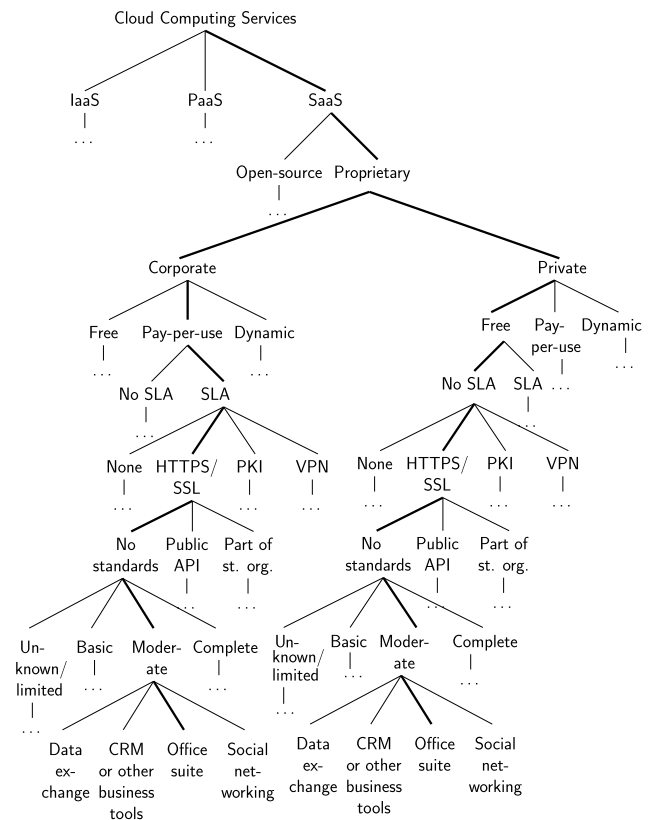 Cloud Computing Services
IaaS PaaS SaaS
. . . . . .
Open-source Proprietary
. . .
Corporate Private
Free Pay-per-use Dynamic
. . . . . .
Free Pay-
per-use
Dynamic
. . . . . .
No SLA SLA
. . .
No SLA SLA
. . .
None HTTPS/
SSL
PKI VPN
. . . . . . . . .
None HTTPS/
SSL
PKI VPN
. . . . . . . . .
No
standards
Public
API
Part of
st. org.
. . . . . .
No
standards
Public
API
Part of
st. org.
. . . . . .
Un-
known/
limited
Basic Moder-
ate
Complete
. . . . . . . . .
Un-
known/
limited
Basic Moder-
ate
Complete
. . . . . . . . .
Data
ex-
change
CRM
or other
business
tools
Office
suite
Social
net-
working
Data
ex-
change
CRM
or other
business
tools
Office
suite
Social
net-
working